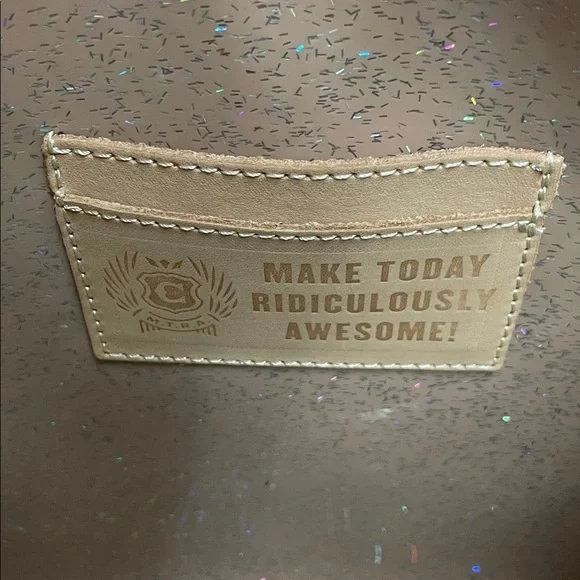 C
M.T.R.A.
MAKE TODAY
RIDICULOUSLY
AWESOME!